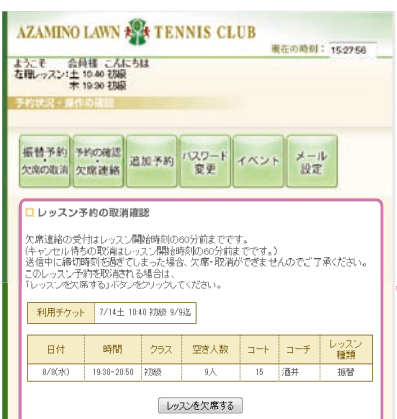 AZAMINO LAWN TENNIS CLUB
現在の時刻: 15:27:56
ようこそ 会員様 こんにちは
在籍レッスン:土 10:40 初級
木 19:30 初級
予約状況・操作の確認
振替予約 予約の確認 追加予約 パスワード イベント メール
欠席の取消 欠席連絡 変更 設定
レッスン予約の取消確認
欠席連絡の受付はレッスン開始時刻の60分前までです。
(キャンセル待ちの取消はレッスン開始時刻の60分前までです。)
送信中に締切時刻を過ぎてしまった場合、欠席・取消ができませんのでご了承ください。
このレッスン予約を取消される場合は、
「レッスンを欠席する」ボタンをクリックしてください。
利用チケット 7/14土 10:40 初級 9/9迄
日付 時間 クラス 空き人数 コート コーチ レッスン種類
8/8(水) 19:30-20:50 初級 9人 15 酒井 振替
レッスンを欠席する